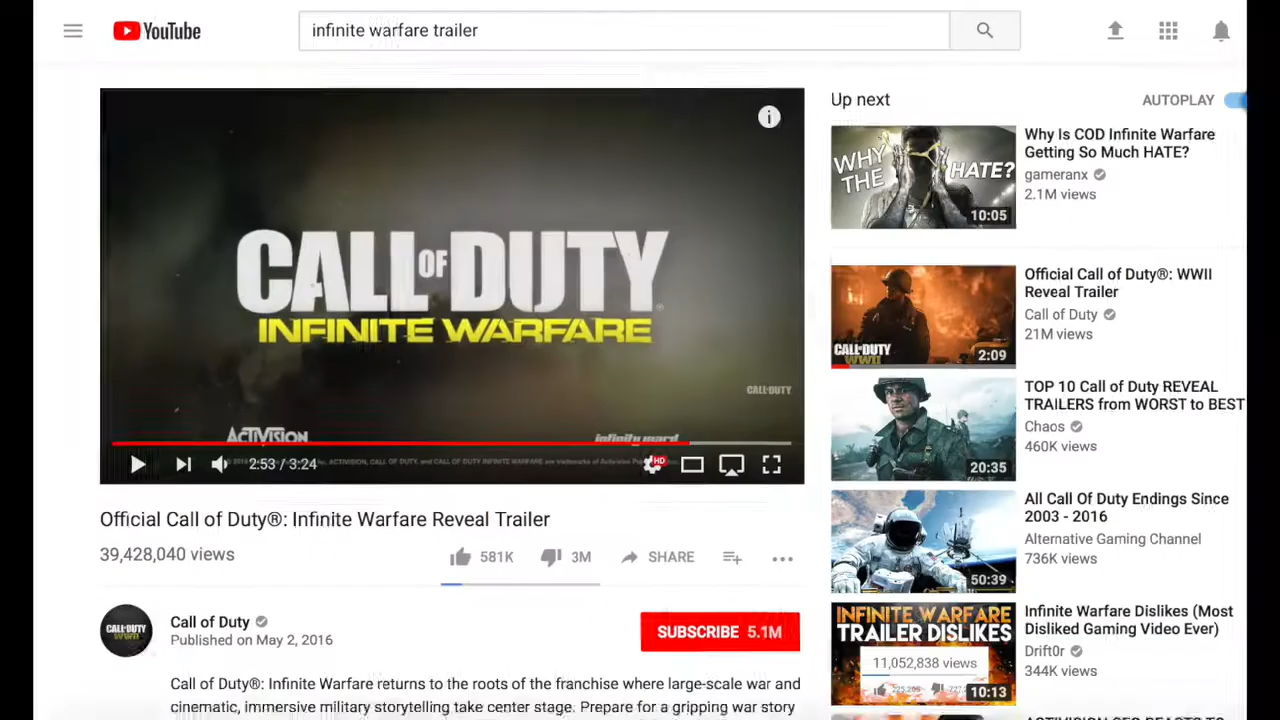 YouTube
infinite warfare trailer
CALL OF DUTY®
INFINITE WARFARE
CALL OF DUTY
ACTIVISION
infinity ward
2:53 / 3:24
HD
Official Call of Duty®: Infinite Warfare Reveal Trailer
39,428,040 views
581K
3M
SHARE
CALL OF DUTY
WWII
Call of Duty
Published on May 2, 2016
SUBSCRIBE 5.1M
Call of Duty®: Infinite Warfare returns to the roots of the franchise where large-scale war and
cinematic, immersive military storytelling take center stage. Prepare for a gripping war story
Up next
AUTOPLAY
WHY
THE
HATE?
10:05
Why Is COD Infinite Warfare
Getting So Much HATE?
gameranx
2.1M views
CALL OF DUTY
WWII
2:09
Official Call of Duty®: WWII
Reveal Trailer
Call of Duty
21M views
20:35
TOP 10 Call of Duty REVEAL
TRAILERS from WORST to BEST
Chaos
460K views
50:39
All Call Of Duty Endings Since
2003 - 2016
Alternative Gaming Channel
736K views
INFINITE WARFARE
TRAILER DISLIKES
11,052,838 views
10:13
Infinite Warfare Dislikes (Most
Disliked Gaming Video Ever)
Drift0r
344K views